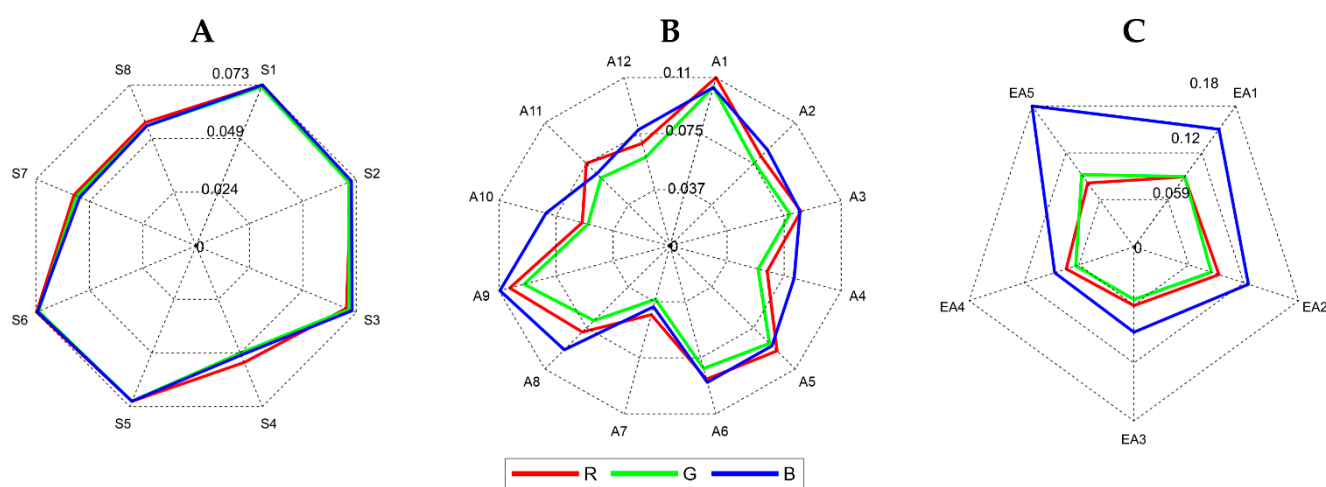 A B C
0.073 S1
S2
S3
S4
S5
S6
S7
S8
0.049
0.024
0
0.11 A1
A2
A3
A4
A5
A6
A7
A8
A9
A10
A11
A12
0.075
0.037
0
0.18 EA1
EA2
EA3
EA4
EA5
0.12
0.059
0
R G B